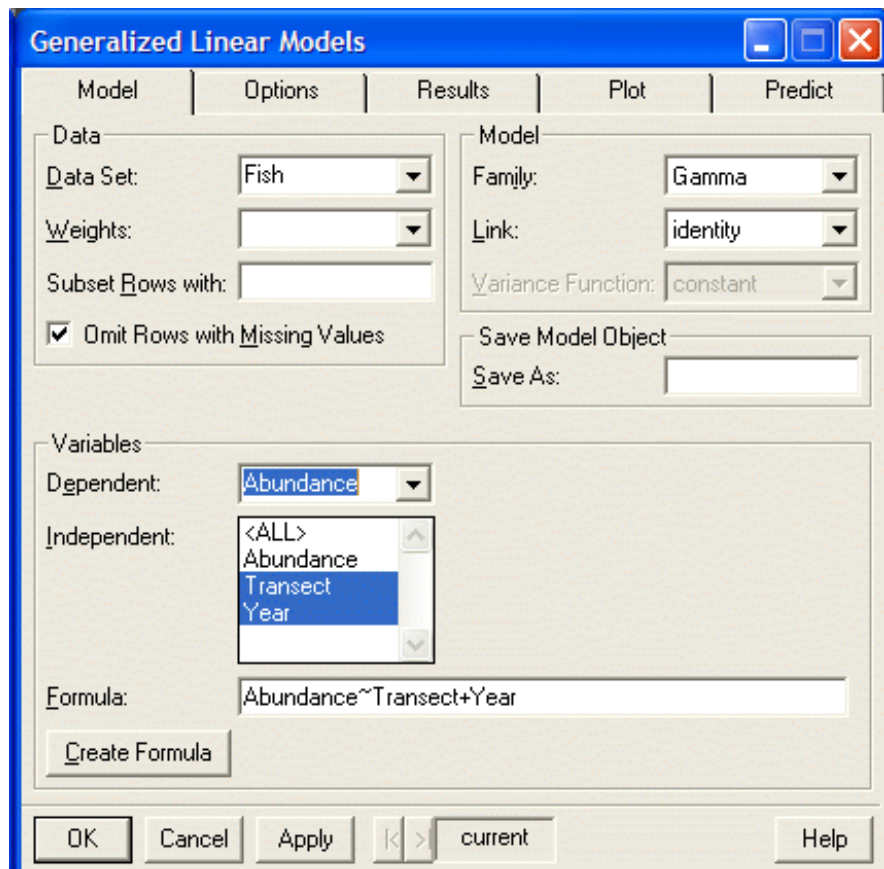 Generalized Linear Models
Model Options Results Plot Predict
Data
Data Set: Fish
Weights:
Subset Rows with:
Omit Rows with Missing Values
Model
Family: Gamma
Link: identity
Variance Function: constant
Save Model Object
Save As:
Variables
Dependent: Abundance
Independent: <ALL>
Abundance
Transect
Year
Formula: Abundance~Transect+Year
Create Formula
OK Cancel Apply |< >| current Help